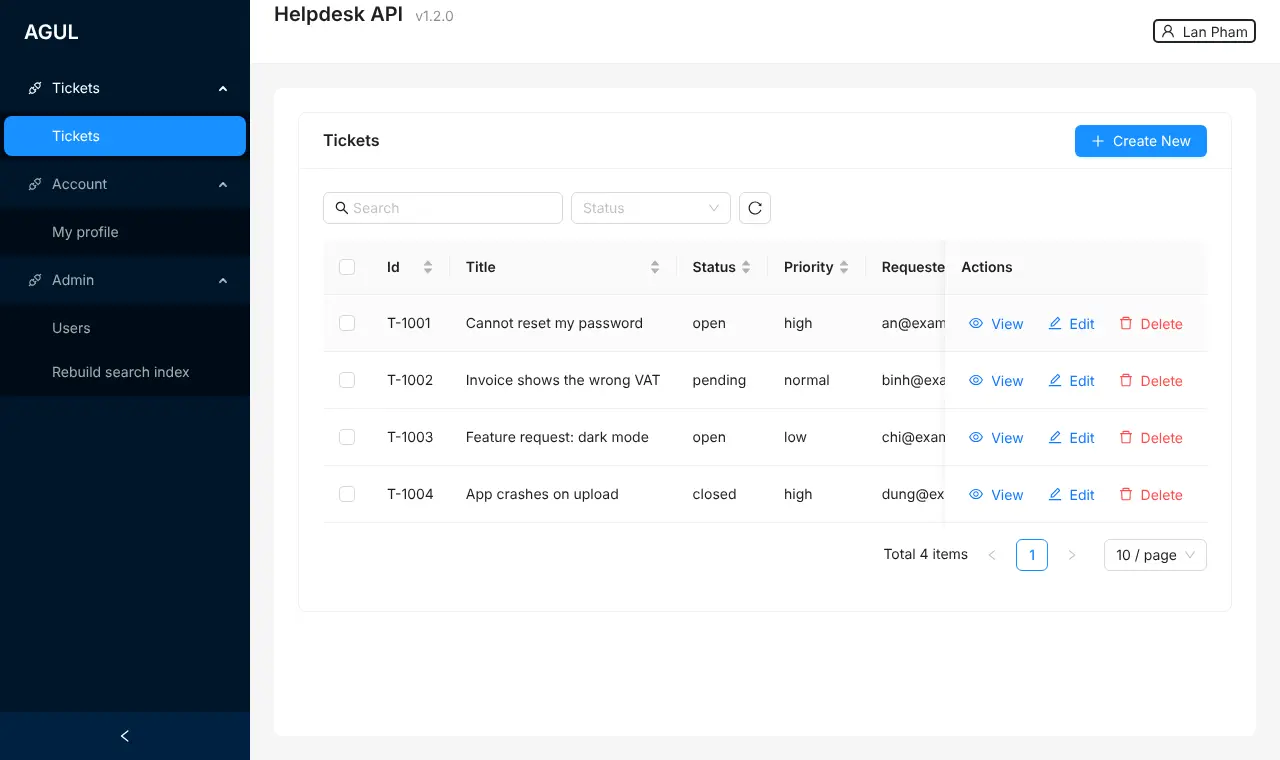 AGUL
Helpdesk API v1.2.0
Lan Pham
Tickets
Tickets
Account
My profile
Admin
Users
Rebuild search index
Tickets
Create New
Search
Status
Id Title Status Priority Requeste Actions
T-1001 Cannot reset my password open high an@exam View Edit Delete
T-1002 Invoice shows the wrong VAT pending normal binh@exa View Edit Delete
T-1003 Feature request: dark mode open low chi@exam View Edit Delete
T-1004 App crashes on upload closed high dung@ex View Edit Delete
Total 4 items 1 10 / page